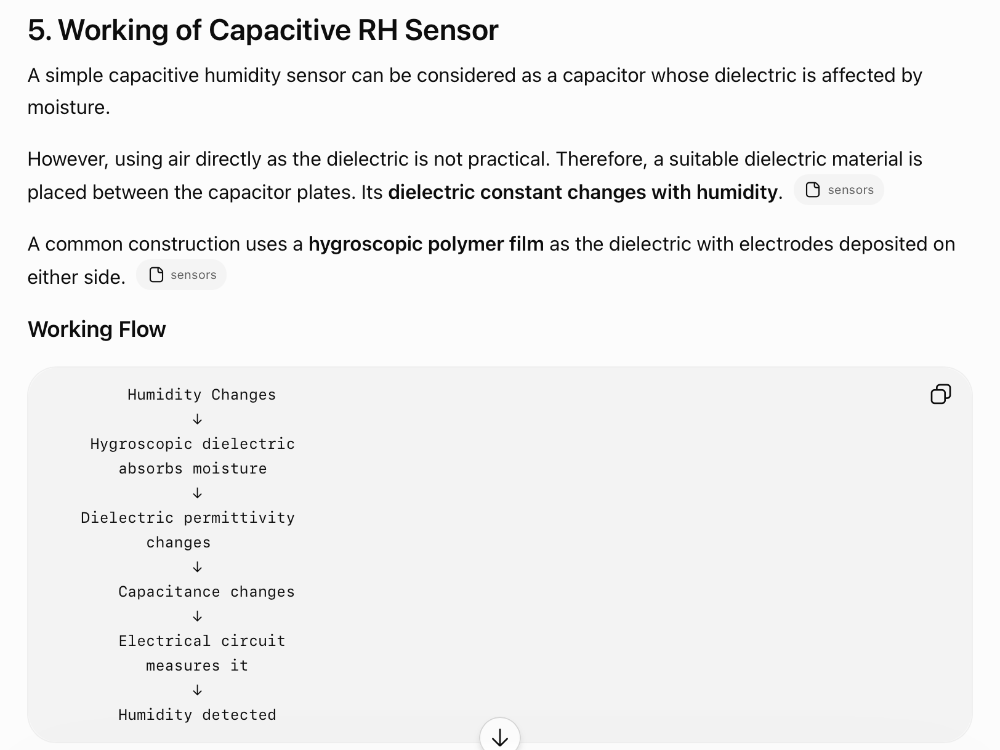 5. Working of Capacitive RH Sensor
A simple capacitive humidity sensor can be considered as a capacitor whose dielectric is affected by
moisture.
However, using air directly as the dielectric is not practical. Therefore, a suitable dielectric material is
placed between the capacitor plates. Its dielectric constant changes with humidity. sensors
A common construction uses a hygroscopic polymer film as the dielectric with electrodes deposited on
either side. sensors
Working Flow
Humidity Changes
↓
Hygroscopic dielectric
absorbs moisture
↓
Dielectric permittivity
changes
↓
Capacitance changes
↓
Electrical circuit
measures it
↓
Humidity detected